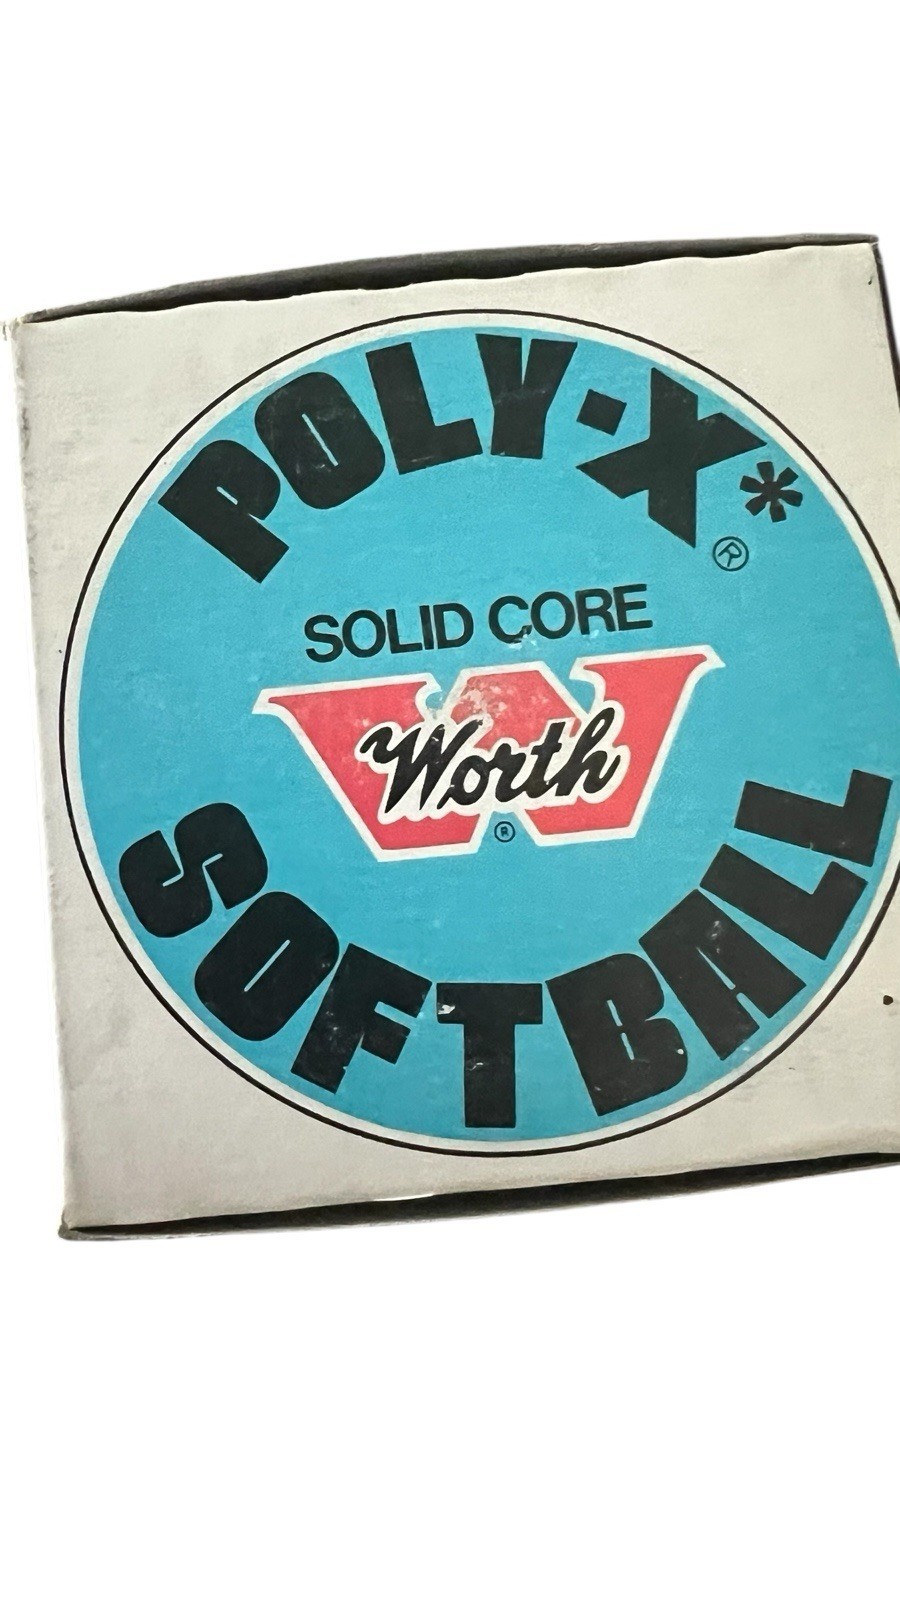 POLY-X*®
SOLID CORE
Worth
®
SOFTBALL